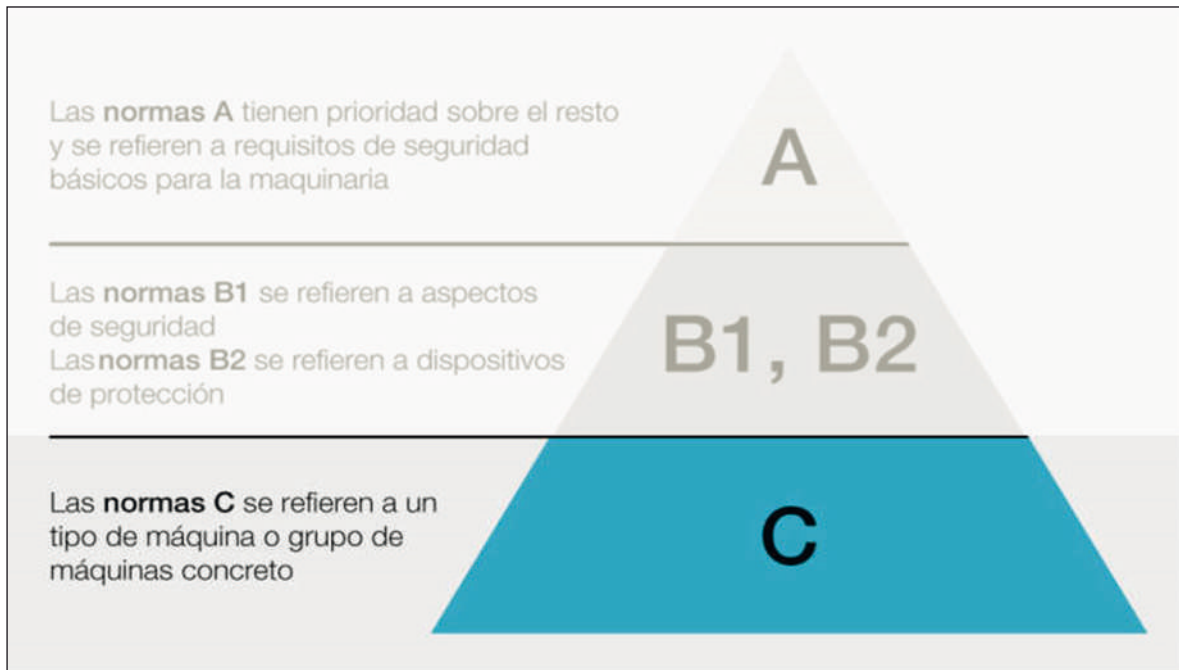 Las normas A tienen prioridad sobre el resto
y se refieren a requisitos de seguridad
básicos para la maquinaria
A
Las normas B1 se refieren a aspectos
de seguridad
Las normas B2 se refieren a dispositivos
de protección
B1, B2
Las normas C se refieren a un
tipo de máquina o grupo de
máquinas concreto
C